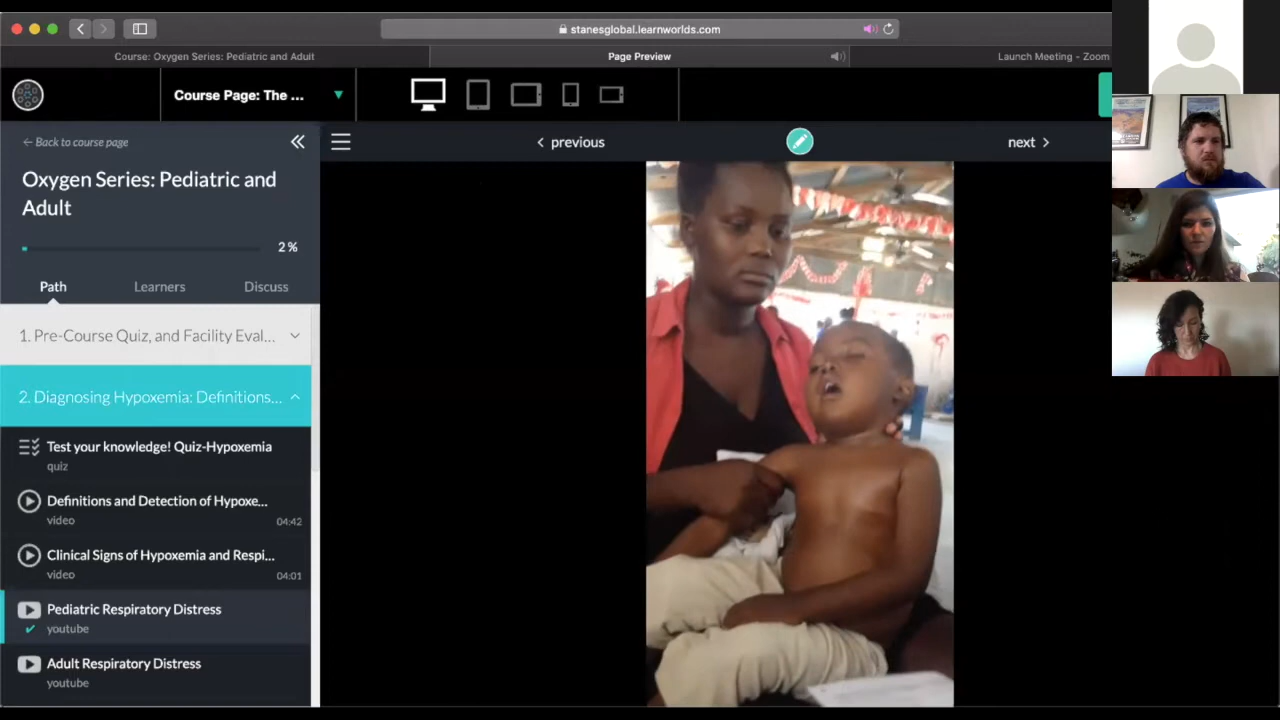 stanesglobal.learnworlds.com
Course: Oxygen Series: Pediatric and Adult
Page Preview
Launch Meeting - Zoom
Course Page: The ...
← Back to course page
previous
next
Oxygen Series: Pediatric and
Adult
2%
Path
Learners
Discuss
1. Pre-Course Quiz, and Facility Eval...
2. Diagnosing Hypoxemia: Definitions...
Test your knowledge! Quiz-Hypoxemia
quiz
Definitions and Detection of Hypoxe...
video
04:42
Clinical Signs of Hypoxemia and Respi...
video
04:01
Pediatric Respiratory Distress
youtube
Adult Respiratory Distress
youtube